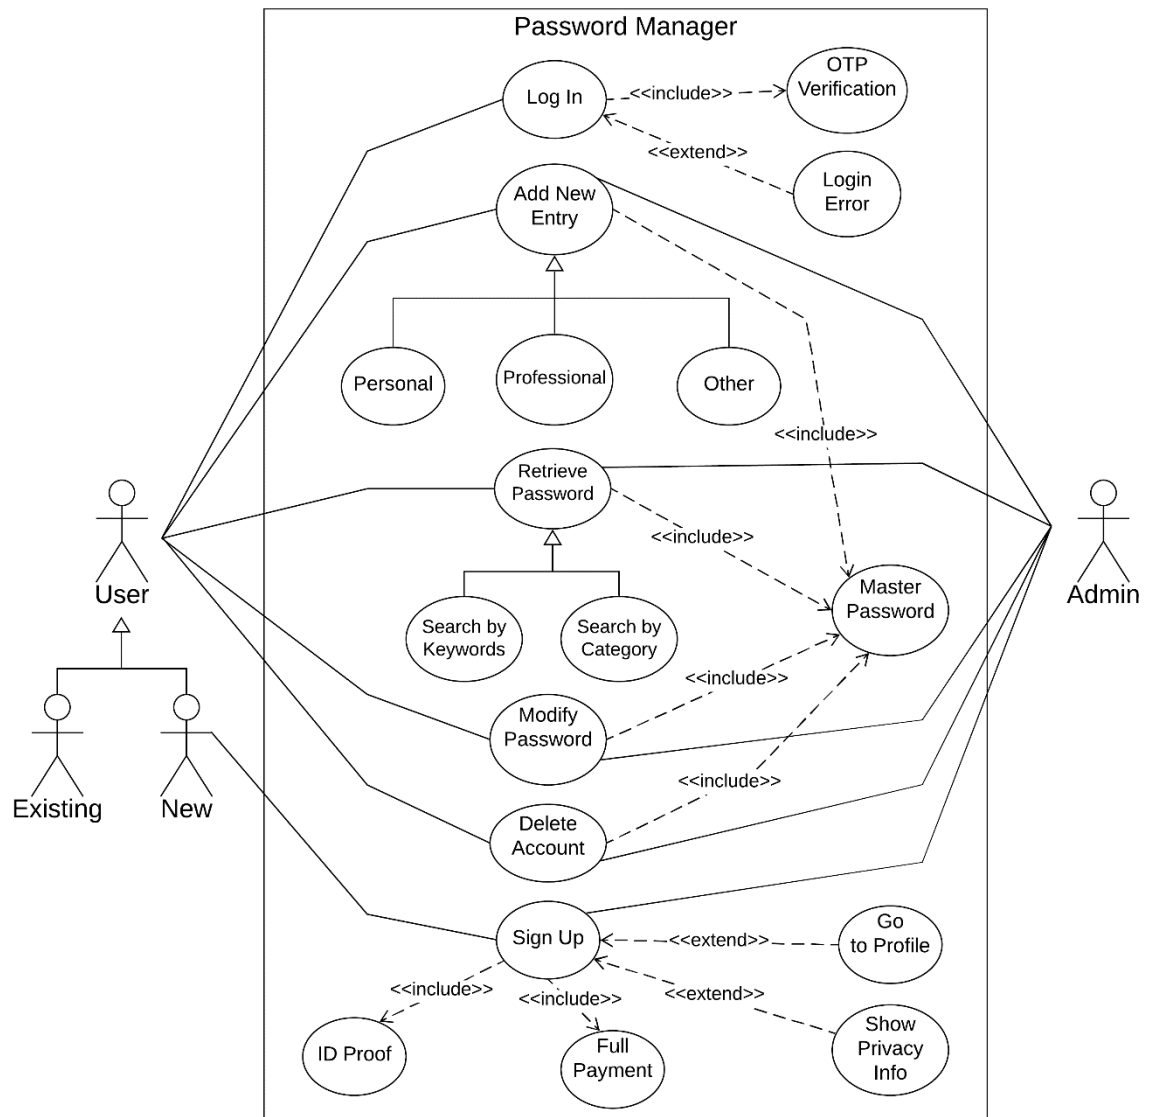 Password Manager
Log In
<<include>>
OTP
Verification
<<extend>>
Login
Error
Add New
Entry
Personal
Professional
Other
<<include>>
Retrieve
Password
<<include>>
Search by
Keywords
Search by
Category
Master
Password
User
Admin
Existing
New
Modify
Password
<<include>>
Delete
Account
<<include>>
Sign Up
<<extend>>
Go
to Profile
<<include>>
<<include>>
<<extend>>
ID Proof
Full
Payment
Show
Privacy
Info